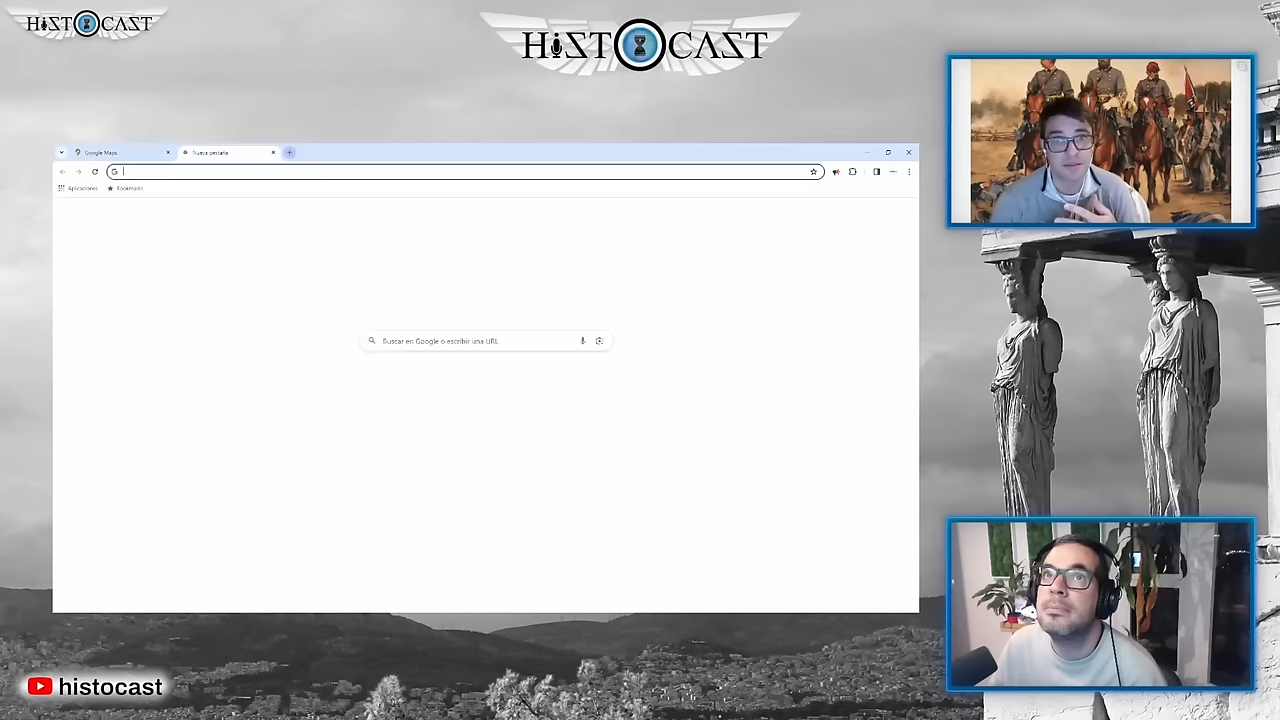 HiSTOCAST
HiSTOCAST
Google Maps
Nueva pestaña
Aplicaciones
Bookmarks
Buscar en Google o escribir una URL
histocast